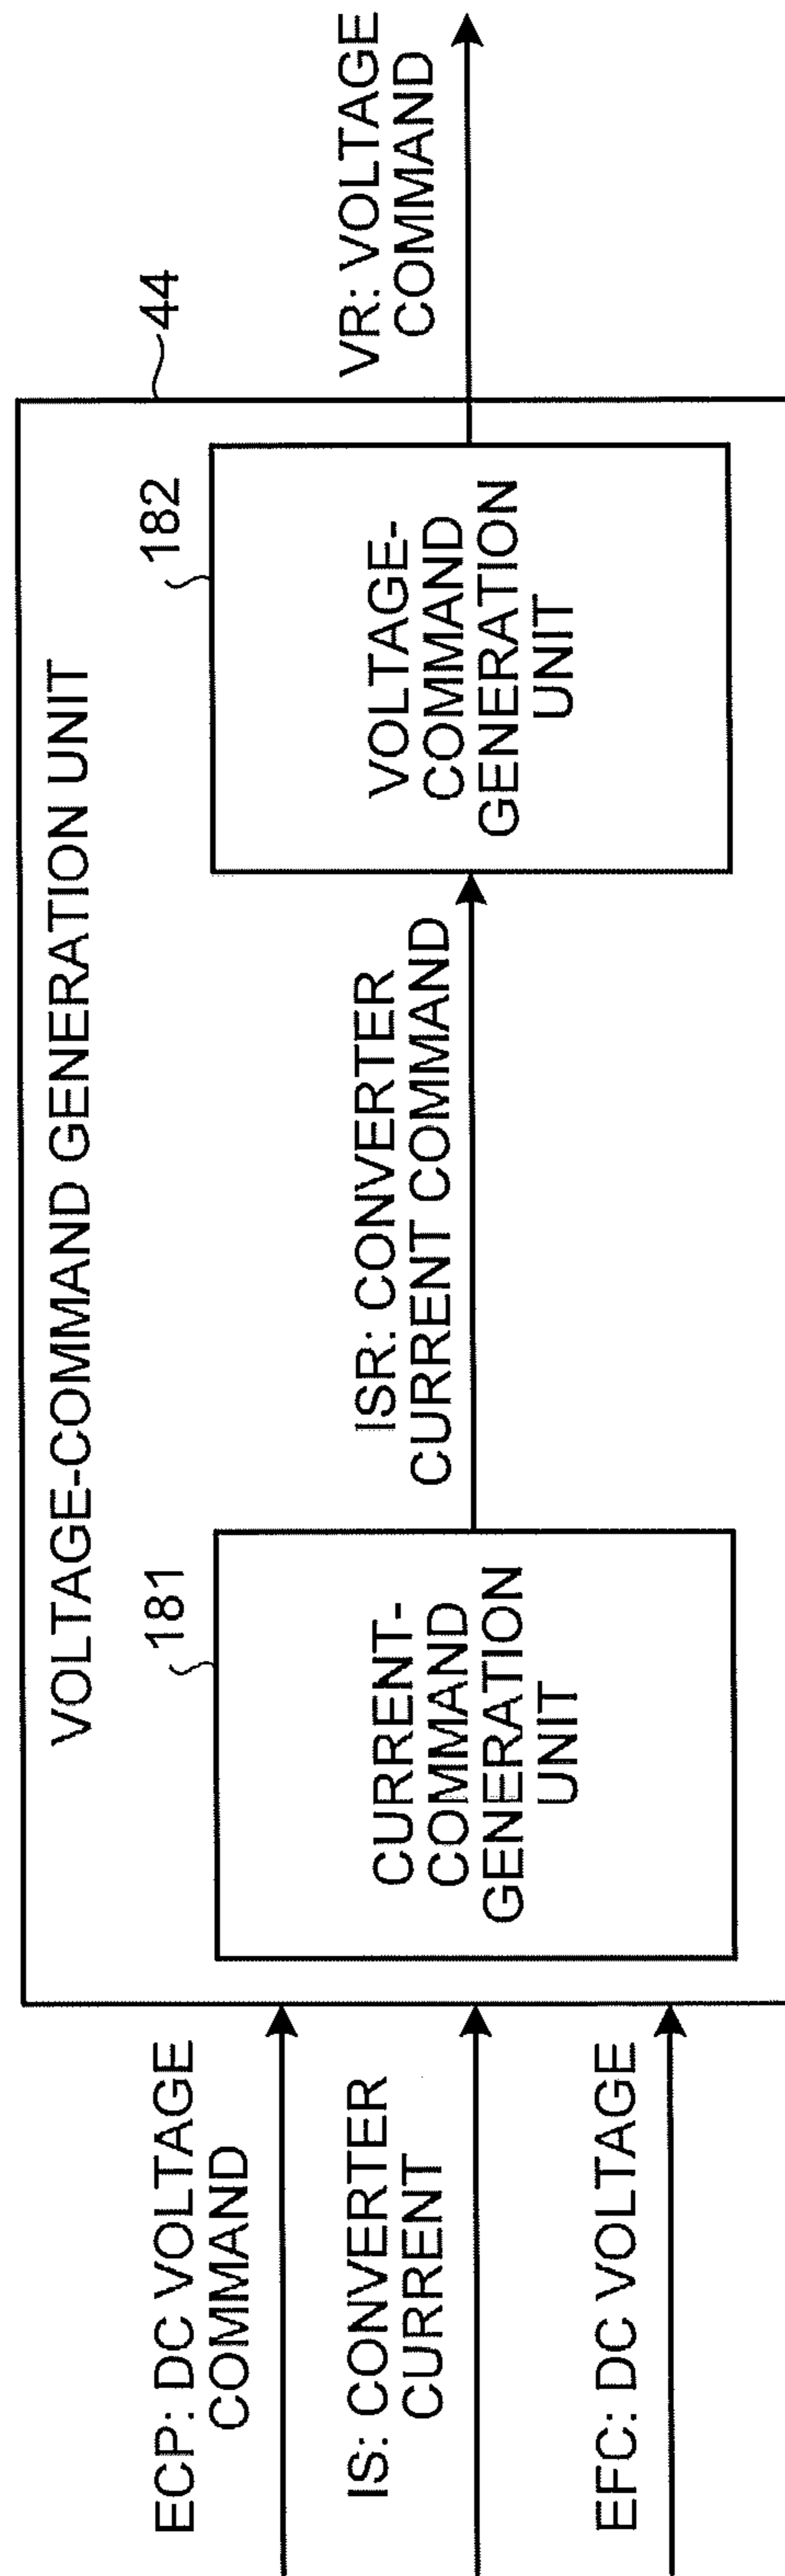 VOLTAGE-COMMAND GENERATION UNIT
44
ECP: DC VOLTAGE
COMMAND
IS: CONVERTER
CURRENT
EFC: DC VOLTAGE
181
CURRENT-
COMMAND
GENERATION
UNIT
ISR: CONVERTER
CURRENT COMMAND
182
VOLTAGE-
COMMAND
GENERATION
UNIT
VR: VOLTAGE
COMMAND